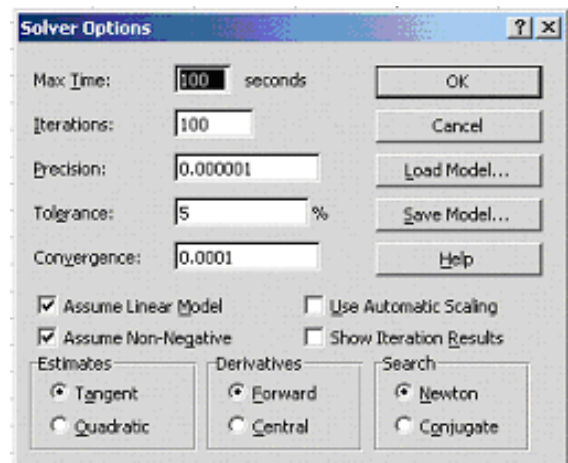 Solver Options
Max Time: 100 seconds OK
Iterations: 100 Cancel
Precision: 0.000001 Load Model...
Tolerance: 5 % Save Model...
Convergence: 0.0001 Help
Assume Linear Model Use Automatic Scaling
Assume Non-Negative Show Iteration Results
Estimates Derivatives Search
Tangent Forward Newton
Quadratic Central Conjugate